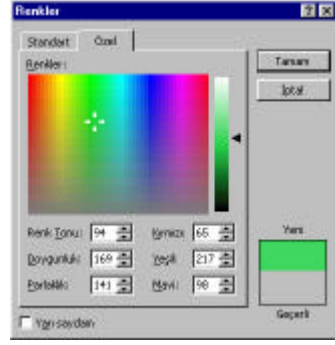 Renkler
Standart Özel
Renkler:
Tamam
İptal
Renk Tonu: 94 Kırmızı 65
Doygunluk: 169 Yeşil 217
Parlaklık: 141 Mavi: 98
Yeni
Geçerli
Yarı saydam